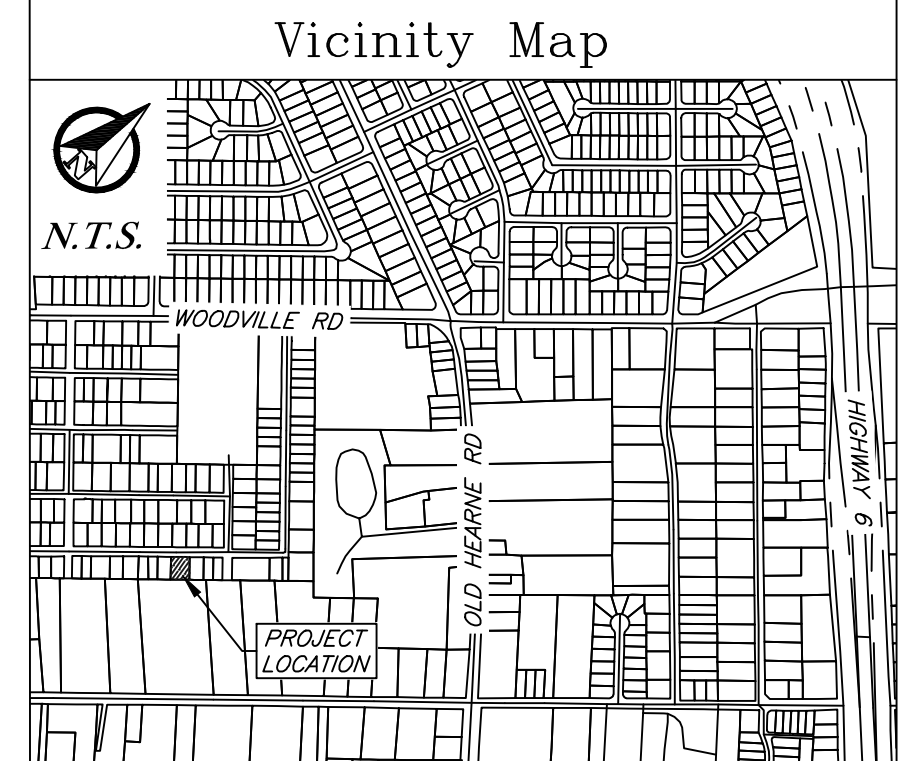 Vicinity Map
N
N.T.S.
WOODVILLE RD
OLD HEARNE RD
HIGHWAY 6
PROJECT
LOCATION